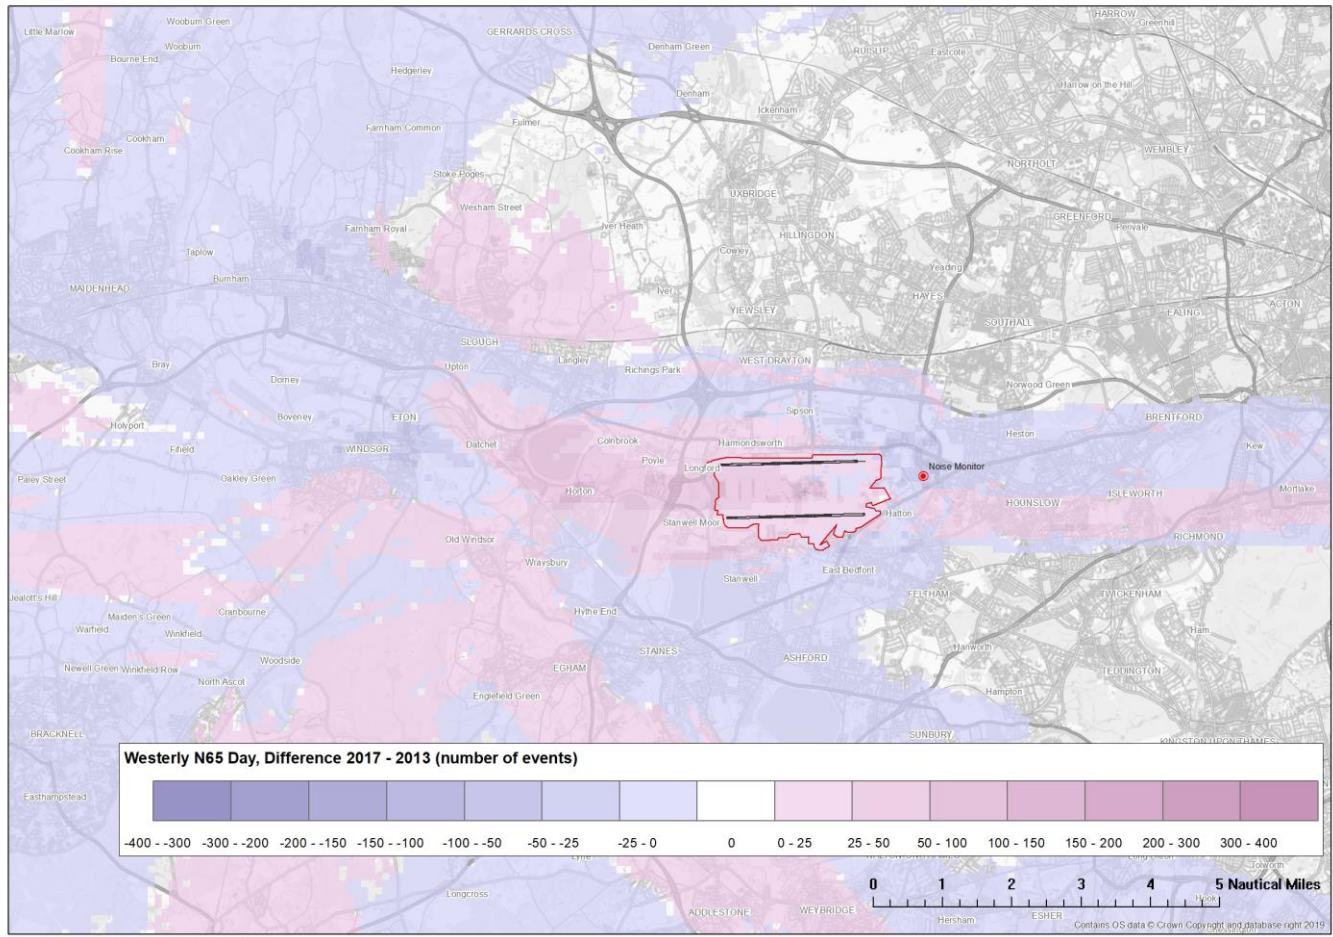 HARROW
Wooburn Green
Greenhill
Little Marlow
GERRARDS CROSS
Wooburn
Denham Green
RUISLIP
Eastcote
Bourne End
Hedgerley
Harrow on the Hill
Denham
Ickenham
Fulmer
Farnham Common
Cookham
Cookham Rise
WEMBLEY
NORTHOLT
Stoke Poges
UXBRIDGE
Wexham Street
GREENFORD
Farnham Royal
Iver Heath
Perivale
HILLINGDON
Taplow
Cowley
Yeading
Burnham
MAIDENHEAD
Iver
HAYES
ACTON
YIEWSLEY
EALING
SOUTHALL
SLOUGH
Langley
WEST DRAYTON
Bray
Upton
Richings Park
Dorney
Norwood Green
Sipson
Boveney
ETON
BRENTFORD
Holyport
Heston
Colnbrook
Harmondsworth
Datchet
Kew
Fifield
WINDSOR
Poyle
Longford
Noise Monitor
Paley Street
Oakley Green
Horton
Mortlake
ISLEWORTH
HOUNSLOW
Hatton
Stanwell Moor
RICHMOND
Old Windsor
Wraysbury
East Bedfont
Stanwell
Jealott's Hill
FELTHAM
TWICKENHAM
Cranbourne
Hythe End
Maiden's Green
Warfield
Winkfield
Ham
Hanworth
STAINES
ASHFORD
Woodside
Newell Green
Winkfield Row
EGHAM
TEDDINGTON
North Ascot
Englefield Green
Hampton
BRACKNELL
SUNBURY
KINGSTON UPON THAMES
Westerly N65 Day, Difference 2017 - 2013 (number of events)
Easthampstead
-400 - -300 -300 - -200 -200 - -150 -150 - -100 -100 - -50 -50 - -25 -25 - 0 0 0 - 25 25 - 50 50 - 100 100 - 150 150 - 200 200 - 300 300 - 400
Lyne
Tolworth
0 1 2 3 4 5 Nautical Miles
Longcross
Hook
ADDLESTONE
WEYBRIDGE
ESHER
Hersham
Contains OS data © Crown Copyright and database right 2019